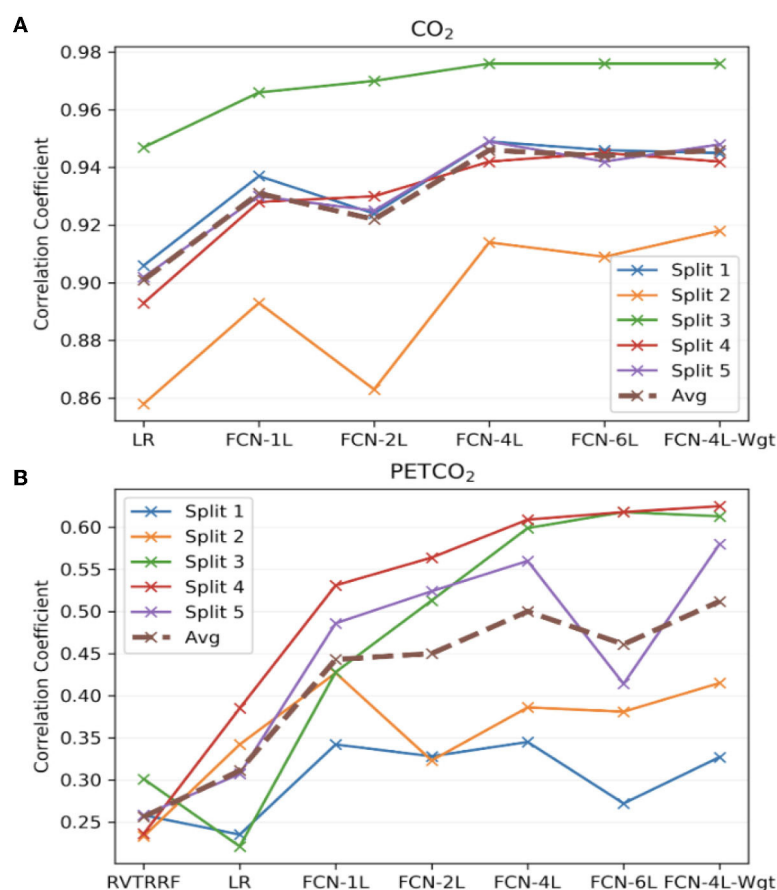 A
CO₂
Correlation Coefficient
0.98
0.96
0.94
0.92
0.90
0.88
0.86
Split 1
Split 2
Split 3
Split 4
Split 5
Avg
LR FCN-1L FCN-2L FCN-4L FCN-6L FCN-4L-Wgt
B
PETCO₂
Correlation Coefficient
0.60
0.55
0.50
0.45
0.40
0.35
0.30
0.25
Split 1
Split 2
Split 3
Split 4
Split 5
Avg
RVTRRF LR FCN-1L FCN-2L FCN-4L FCN-6L FCN-4L-Wgt